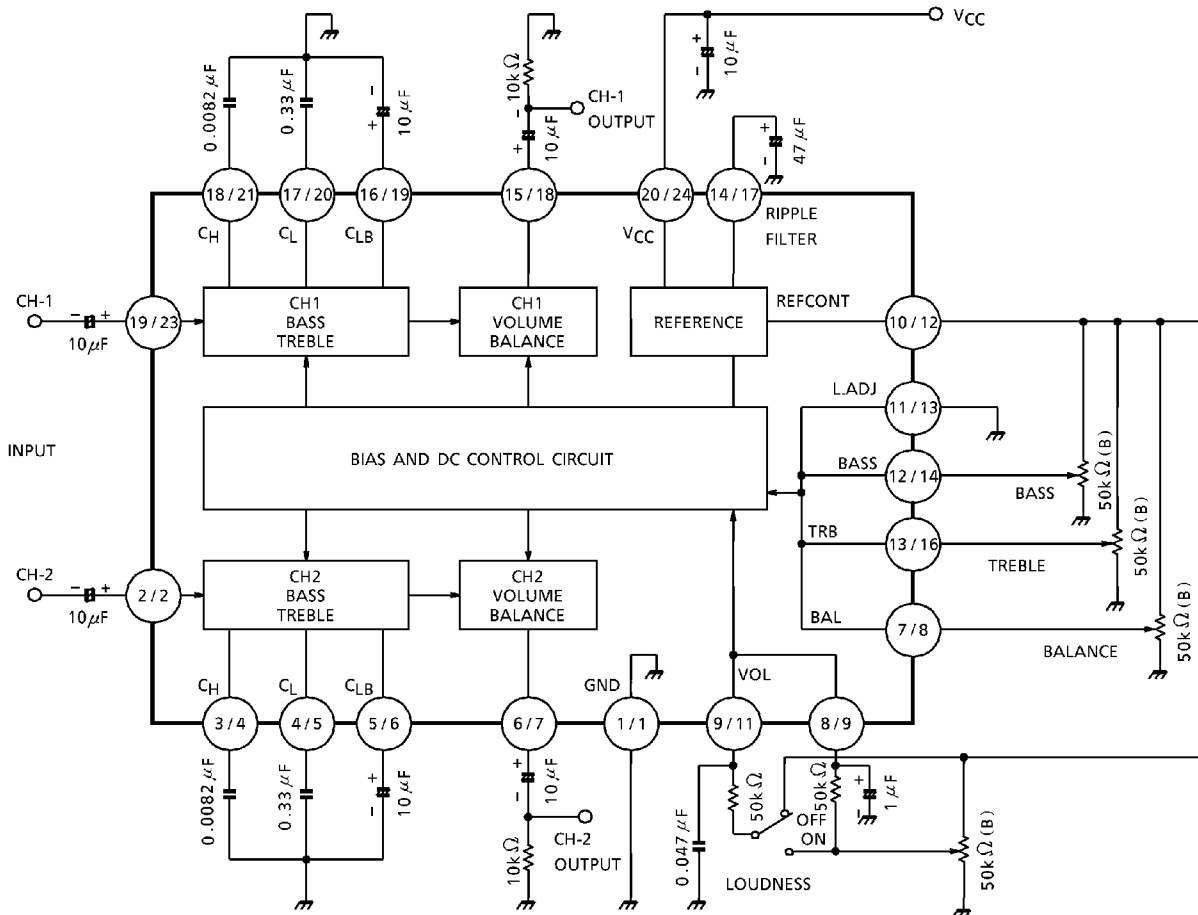 VCC
0.0082 μF
0.33 μF
-
+
10 μF
10kΩ
-
+
10 μF
CH-1
OUTPUT
+
-
10 μF
+
-
47 μF
18 / 21
17 / 20
16 / 19
15 / 18
20 / 24
14 / 17
CH
CL
CLB
VCC
RIPPLE
FILTER
CH-1
- +
10 μF
19 / 23
CH1
BASS
TREBLE
CH1
VOLUME
BALANCE
REFERENCE
REFCONT
10 / 12
L.ADJ
11 / 13
INPUT
BIAS AND DC CONTROL CIRCUIT
BASS
12 / 14
BASS
50kΩ (B)
TRB
13 / 16
TREBLE
50kΩ (B)
CH-2
- +
10 μF
2 / 2
CH2
BASS
TREBLE
CH2
VOLUME
BALANCE
BAL
7 / 8
BALANCE
50kΩ (B)
CH
CL
CLB
GND
VOL
3 / 4
4 / 5
5 / 6
6 / 7
1 / 1
9 / 11
8 / 9
0.0082 μF
0.33 μF
+
-
10 μF
+
-
10 μF
10kΩ
CH-2
OUTPUT
0.047 μF
50kΩ
50kΩ
+
-
1 μF
OFF
ON
LOUDNESS
50kΩ (B)